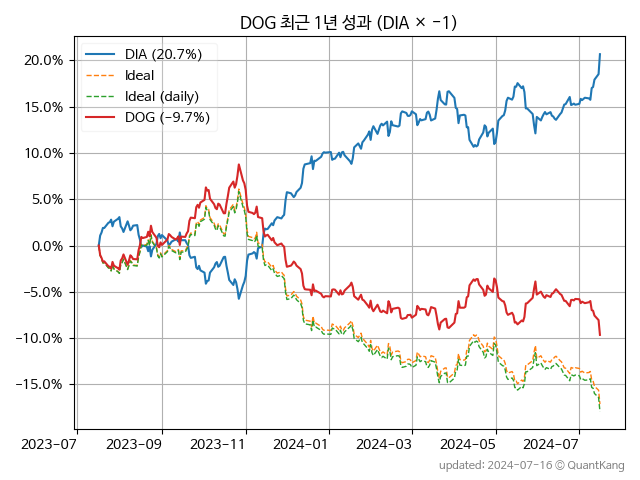 DOG 최근 1년 성과 (DIA × -1)
DIA (20.7%)
Ideal
Ideal (daily)
DOG (-9.7%)
20.0%
15.0%
10.0%
5.0%
0.0%
-5.0%
-10.0%
-15.0%
2023-07 2023-09 2023-11 2024-01 2024-03 2024-05 2024-07
updated: 2024-07-16 © QuantKang